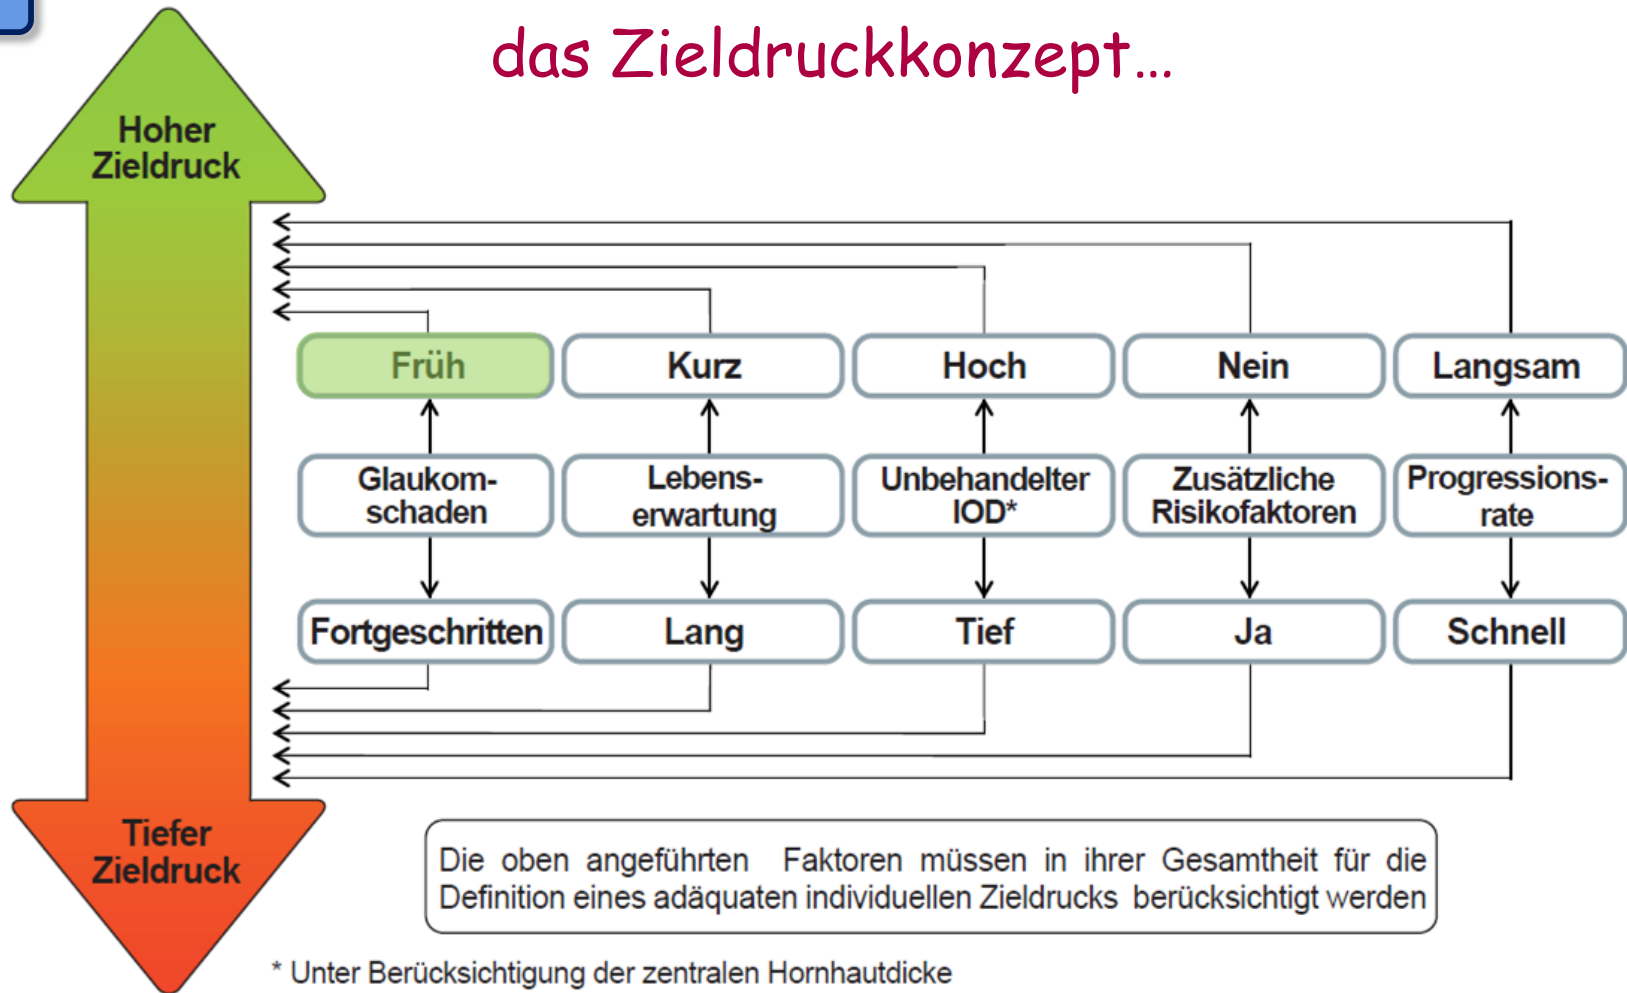 das Zieldruckkonzept...
Hoher
Zieldruck
Früh
Kurz
Hoch
Nein
Langsam
Glaukom-
schaden
Lebens-
erwartung
Unbehandelter
IOD*
Zusätzliche
Risikofaktoren
Progressions-
rate
Fortgeschritten
Lang
Tief
Ja
Schnell
Tiefer
Zieldruck
Die oben angeführten Faktoren müssen in ihrer Gesamtheit für die
Definition eines adäquaten individuellen Zieldrucks berücksichtigt werden
* Unter Berücksichtigung der zentralen Hornhautdicke